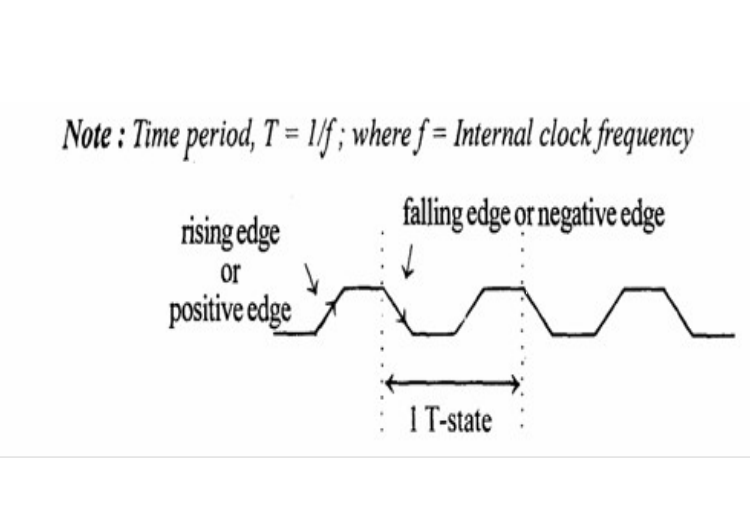 Note : Time period, T = 1/f ; where f = Internal clock frequency
falling edge or negative edge
rising edge
or
positive edge
1 T-state